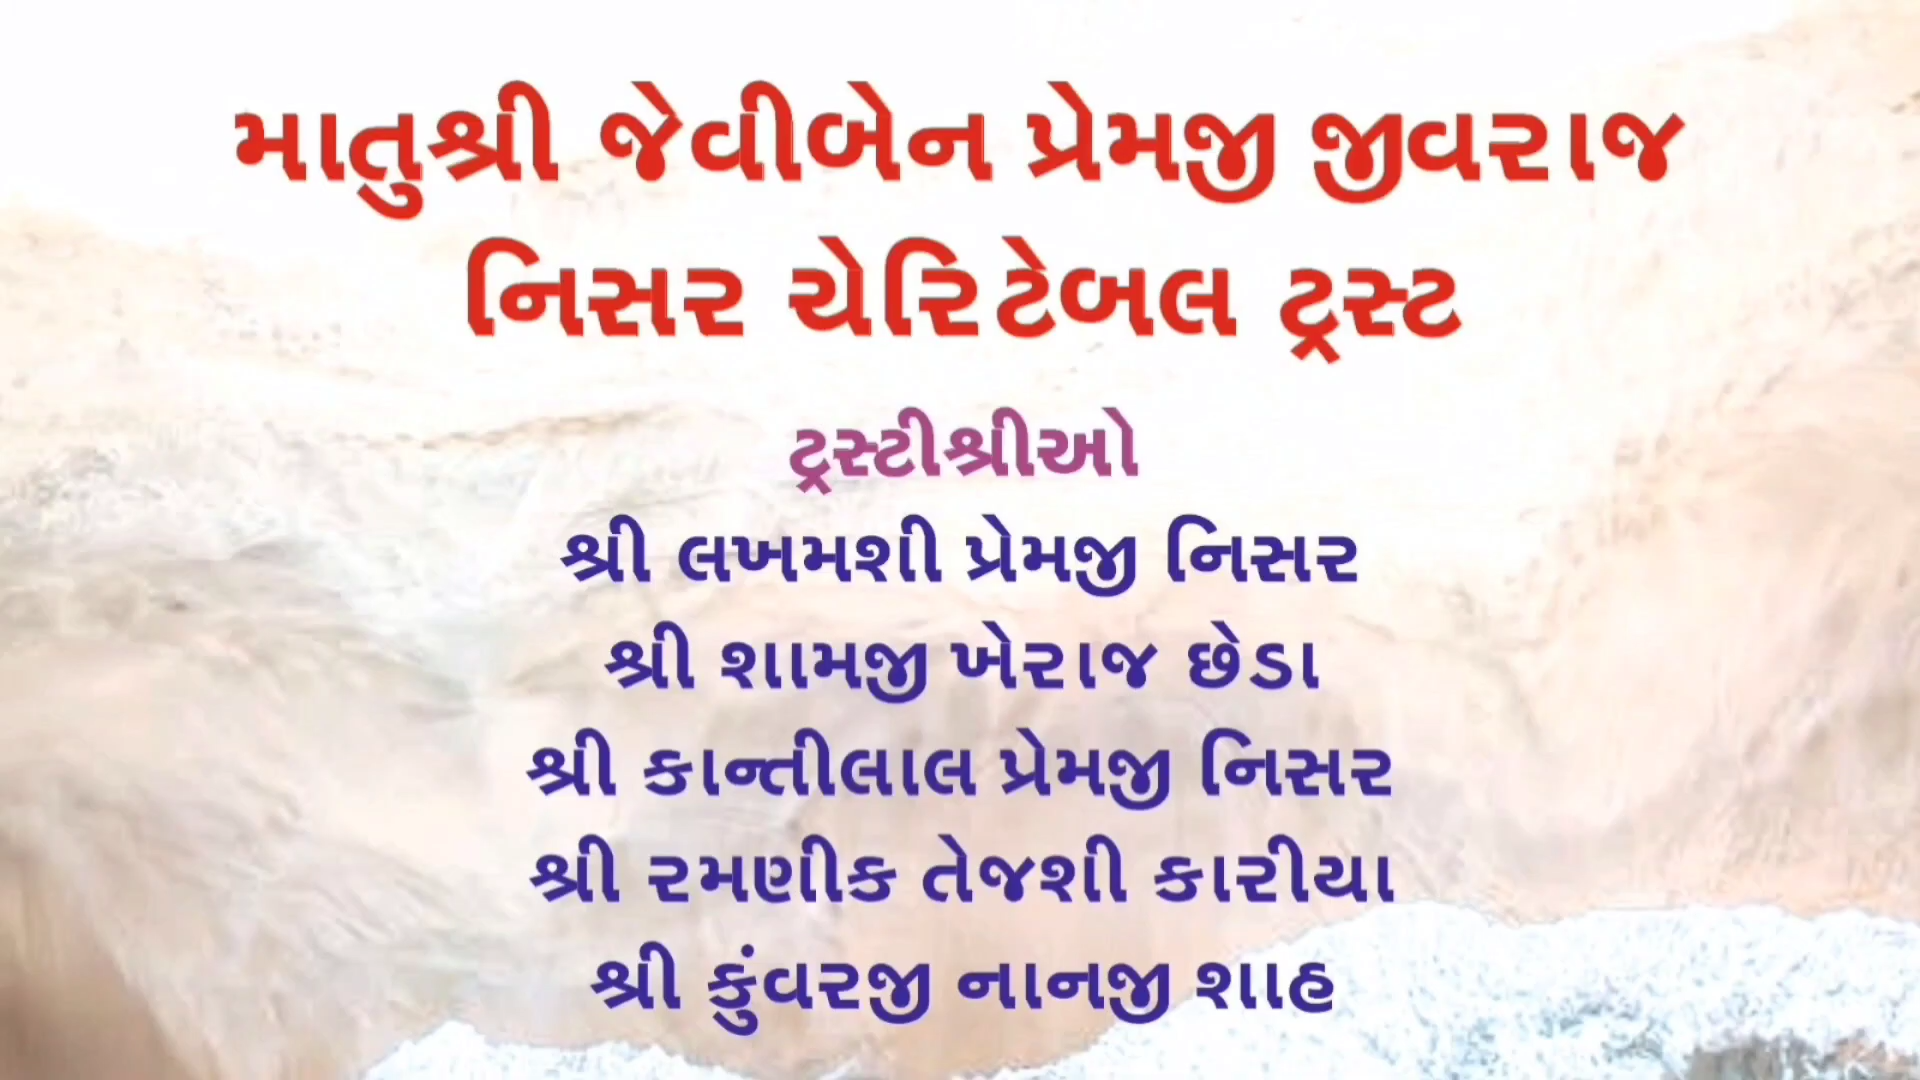 માતુશ્રી જેવીબેન પ્રેમજી જીવરાજ
નિસર ચેરિટેબલ ટ્રસ્ટ
ટ્રસ્ટીશ્રીઓ
શ્રી લખમશી પ્રેમજી નિસર
શ્રી શામજી ખેરાજ છેડા
શ્રી કાન્તીલાલ પ્રેમજી નિસર
શ્રી રમણીક તેજશી કારીયા
શ્રી કુંવરજી નાનજી શાહ